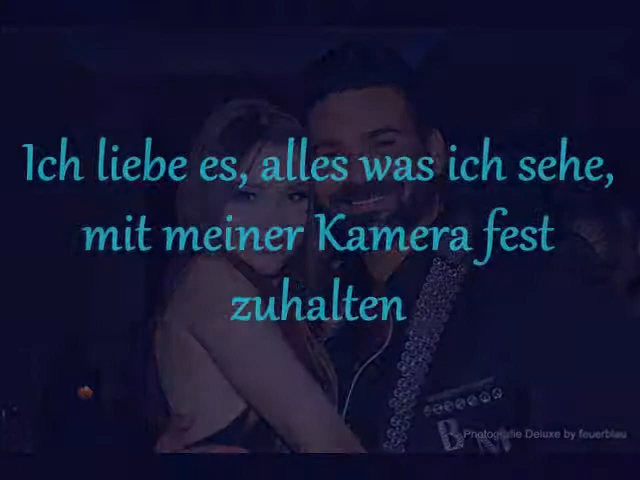 Ich liebe es, alles was ich sehe,
mit meiner Kamera fest
zuhalten
Photografie Deluxe by feuerblau